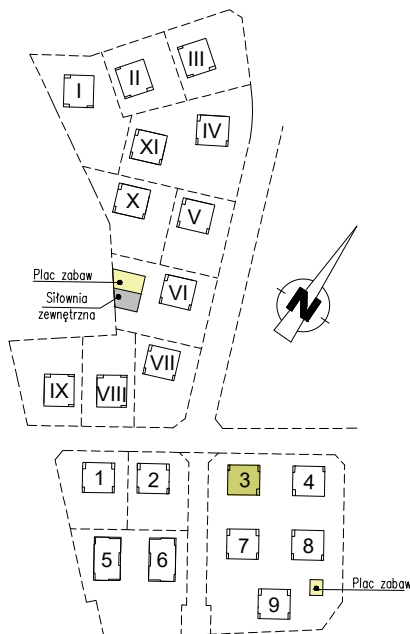 III
II
I
IV
XI
X
V
Plac zabaw
VI
Siłownia
zewnętrzna
N
VII
IX
VIII
1
2
3
4
5
6
7
8
Plac zabaw
9